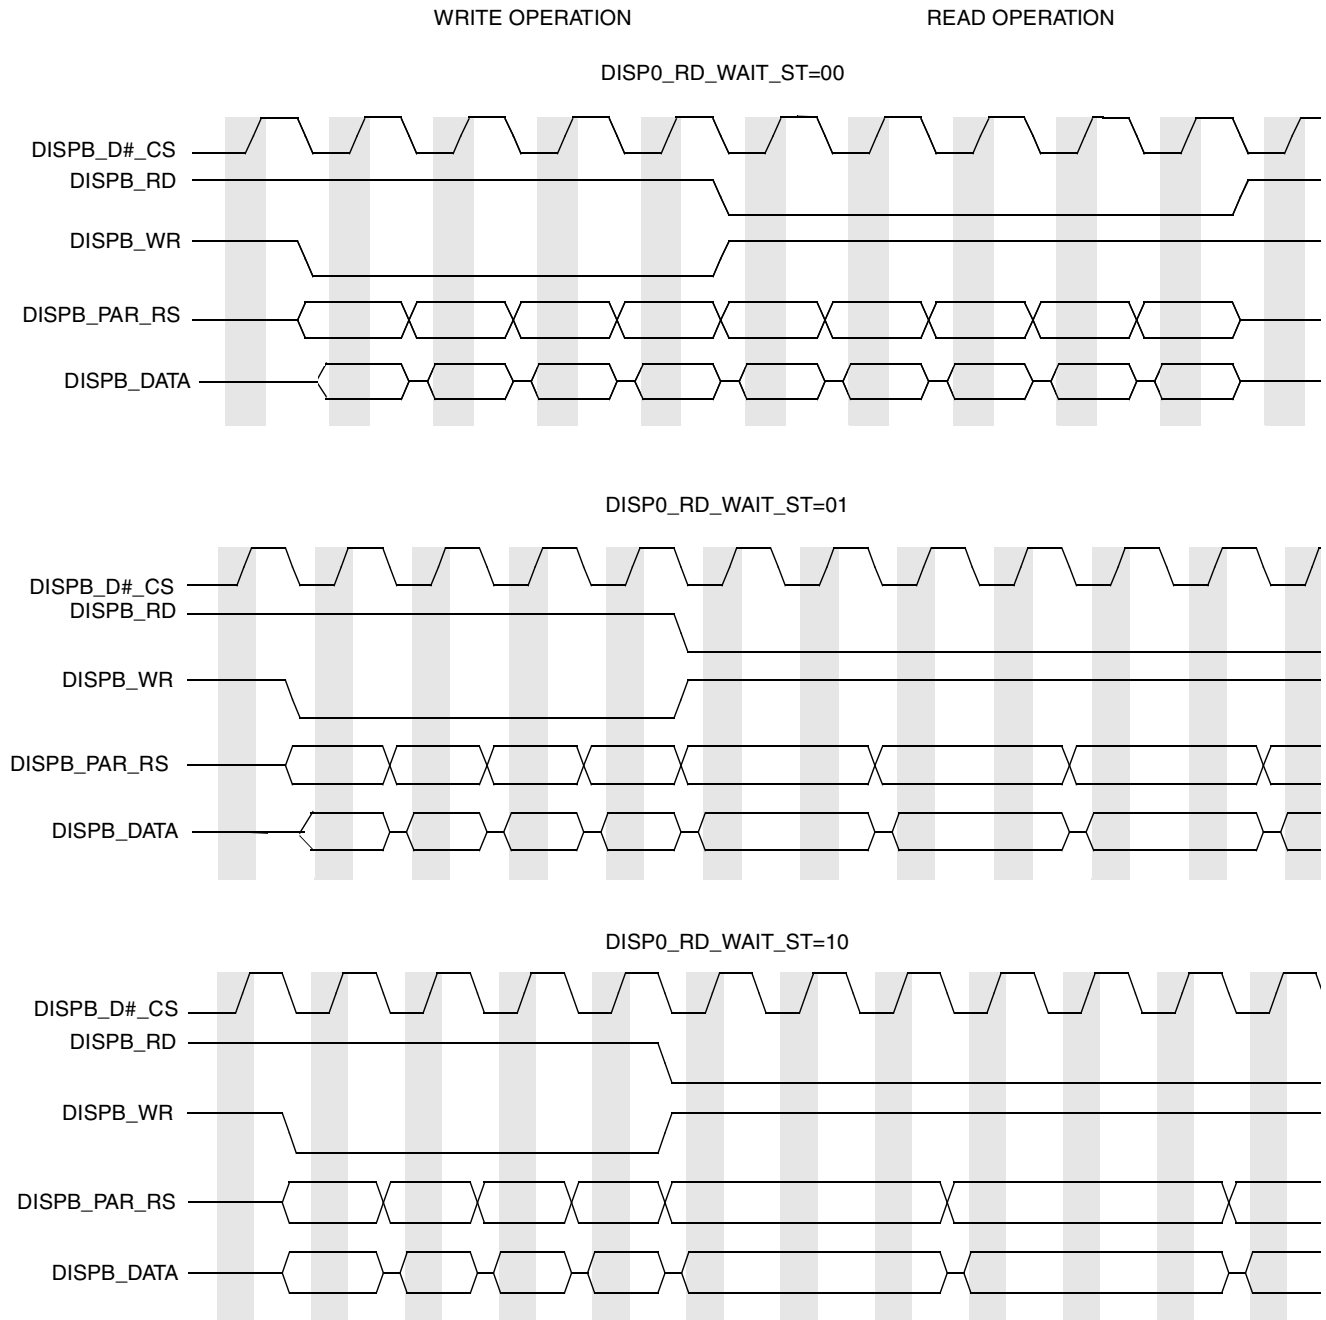 WRITE OPERATION READ OPERATION
DISP0_RD_WAIT_ST=00
DISPB_D#_CS
DISPB_RD
DISPB_WR
DISPB_PAR_RS
DISPB_DATA
DISP0_RD_WAIT_ST=01
DISPB_D#_CS
DISPB_RD
DISPB_WR
DISPB_PAR_RS
DISPB_DATA
DISP0_RD_WAIT_ST=10
DISPB_D#_CS
DISPB_RD
DISPB_WR
DISPB_PAR_RS
DISPB_DATA